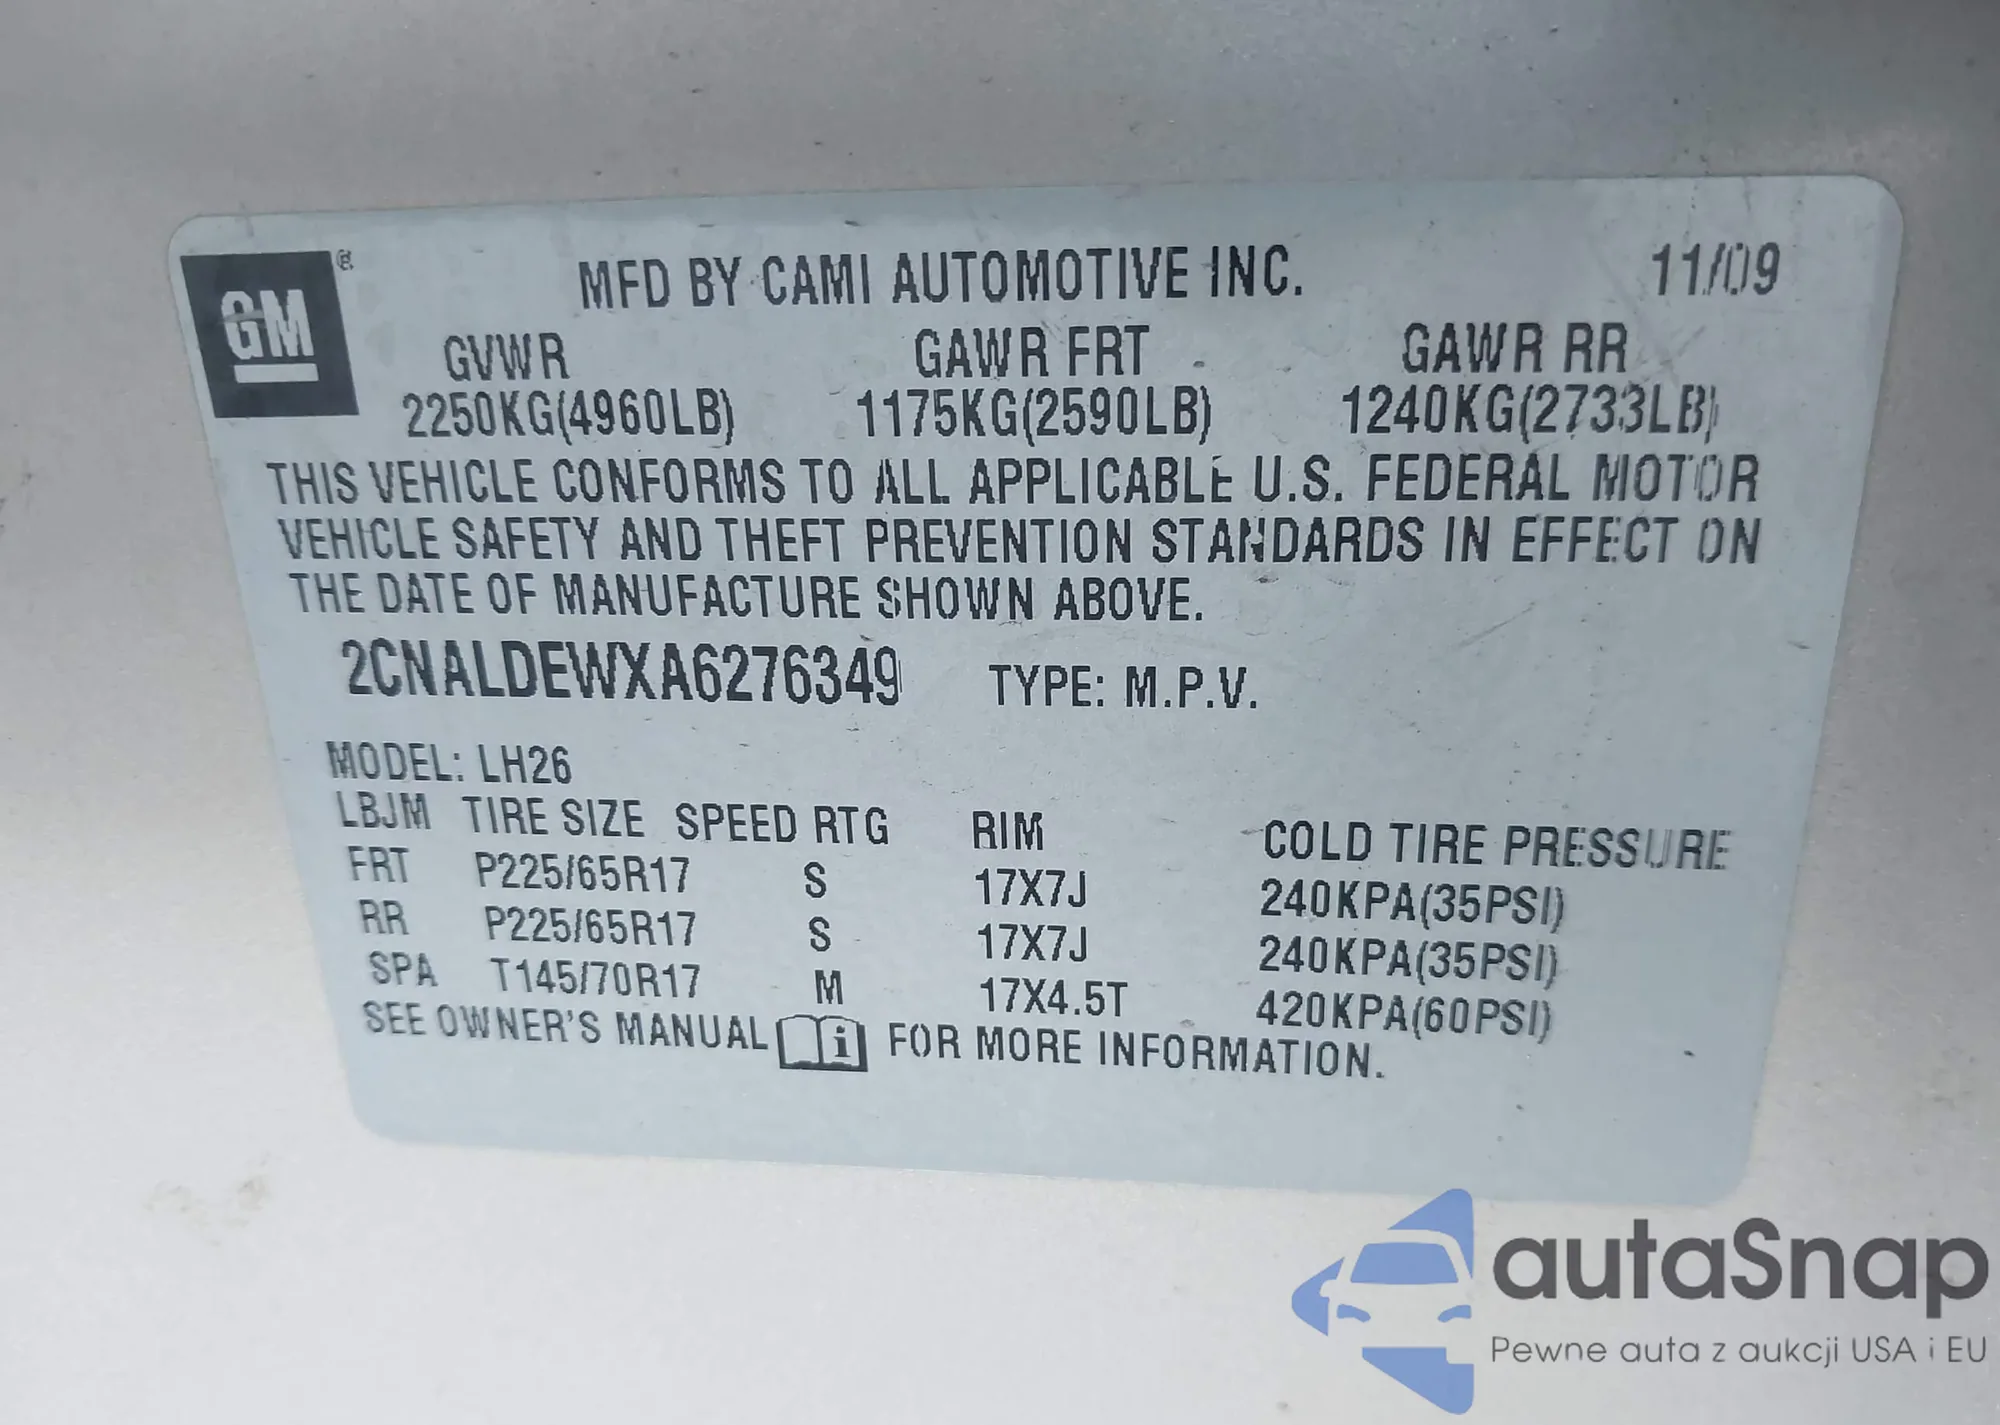 GM ®
MFD BY CAMI AUTOMOTIVE INC. 11/09
GVWR GAWR FRT GAWR RR
2250KG(4960LB) 1175KG(2590LB) 1240KG(2733LB)
THIS VEHICLE CONFORMS TO ALL APPLICABLE U.S. FEDERAL MOTOR
VEHICLE SAFETY AND THEFT PREVENTION STANDARDS IN EFFECT ON
THE DATE OF MANUFACTURE SHOWN ABOVE.
2CNALDEWXA6276349 TYPE: M.P.V.
MODEL: LH26
LBJM TIRE SIZE SPEED RTG RIM COLD TIRE PRESSURE
FRT P225/65R17 S 17X7J 240KPA(35PSI)
RR P225/65R17 S 17X7J 240KPA(35PSI)
SPA T145/70R17 M 17X4.5T 420KPA(60PSI)
SEE OWNER'S MANUAL i FOR MORE INFORMATION.
autaSnap
Pewne auta z aukcji USA i EU